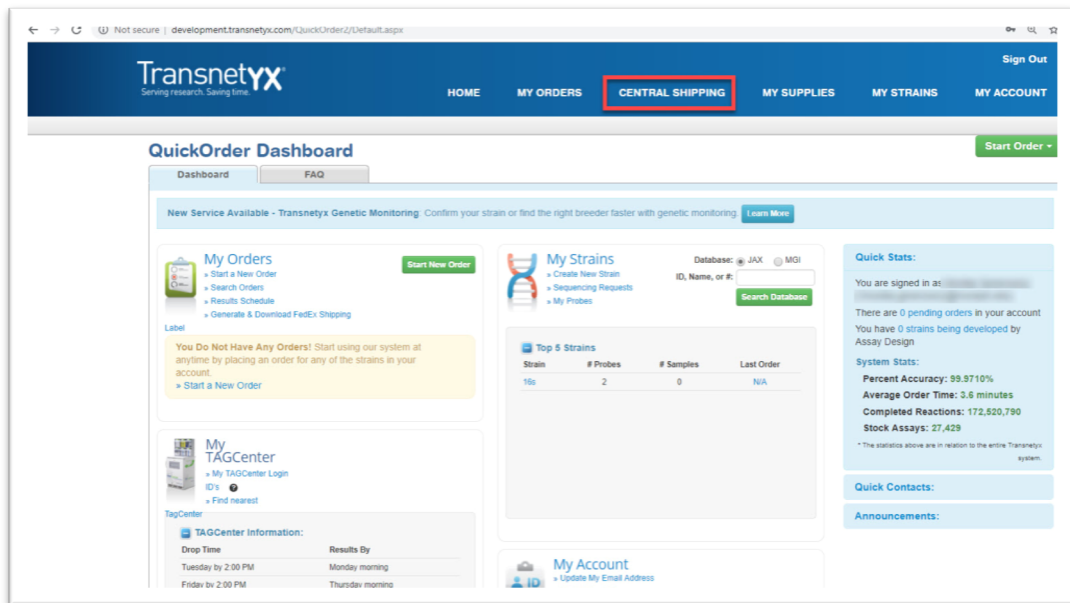 Not secure | development.transnetyx.com/QuickOrder2/Default.aspx
Sign Out
Transnetyx
Serving research. Saving time.
HOME MY ORDERS CENTRAL SHIPPING MY SUPPLIES MY STRAINS MY ACCOUNT
QuickOrder Dashboard
Start Order
Dashboard FAQ
New Service Available - Transnetyx Genetic Monitoring: Confirm your strain or find the right breeder faster with genetic monitoring. Learn More
My Orders
» Start a New Order
» Search Orders
» Results Schedule
» Generate & Download FedEx Shipping
Label
Start New Order
You Do Not Have Any Orders! Start using our system at
anytime by placing an order for any of the strains in your
account.
» Start a New Order
My
TAGCenter
» My TAGCenter Login
ID's
» Find nearest
TagCenter
TAGCenter Information:
Drop Time Results By
Tuesday by 2:00 PM Monday morning
Friday by 2:00 PM Thursday morning
My Strains
» Create New Strain
» Sequencing Requests
» My Probes
Database: JAX MGI
ID, Name, or #:
Search Database
Top 5 Strains
Strain # Probes # Samples Last Order
16s 2 0 N/A
My Account
» Update My Email Address
ID
Quick Stats:
You are signed in as
There are 0 pending orders in your account
You have 0 strains being developed by
Assay Design
System Stats:
Percent Accuracy: 99.9710%
Average Order Time: 3.6 minutes
Completed Reactions: 172,520,790
Stock Assays: 27,429
* The statistics above are in relation to the entire Transnetyx
system.
Quick Contacts:
Announcements: